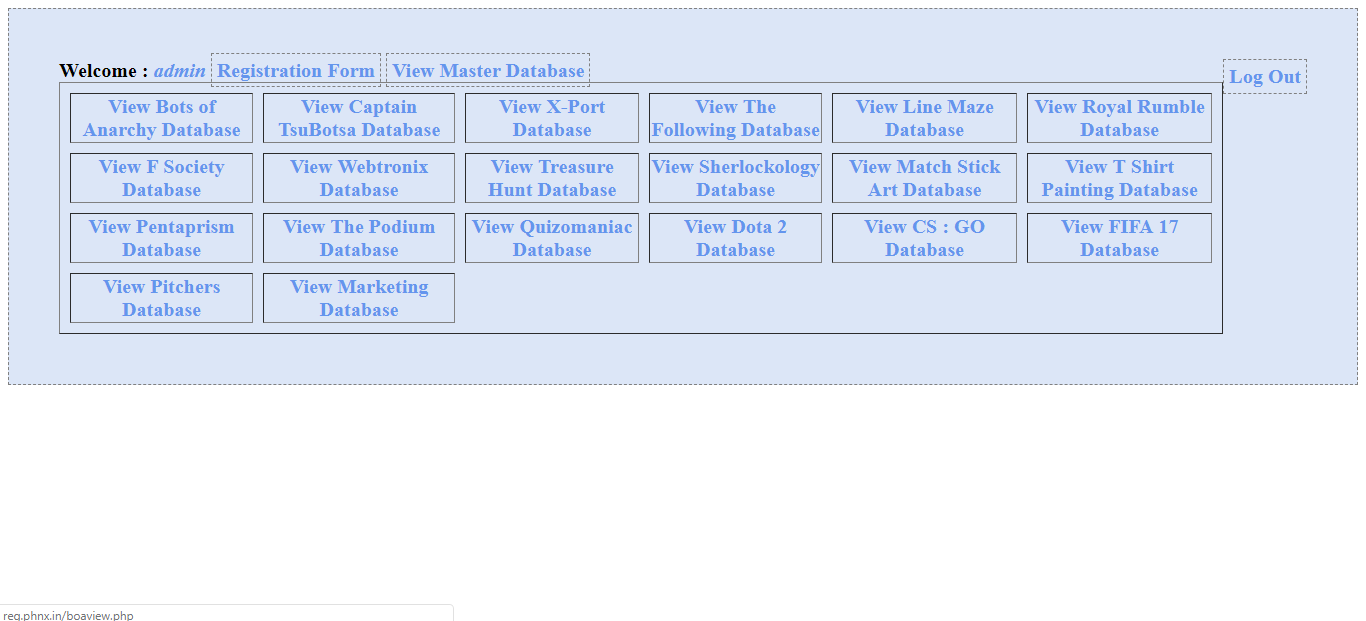 Welcome : admin Registration Form View Master Database
Log Out
View Bots of
Anarchy Database
View Captain
TsuBotsa Database
View X-Port
Database
View The
Following Database
View Line Maze
Database
View Royal Rumble
Database
View F Society
Database
View Webtronix
Database
View Treasure
Hunt Database
View Sherlockology
Database
View Match Stick
Art Database
View T Shirt
Painting Database
View Pentaprism
Database
View The Podium
Database
View Quizomaniac
Database
View Dota 2
Database
View CS : GO
Database
View FIFA 17
Database
View Pitchers
Database
View Marketing
Database
reg.phnx.in/boaview.php